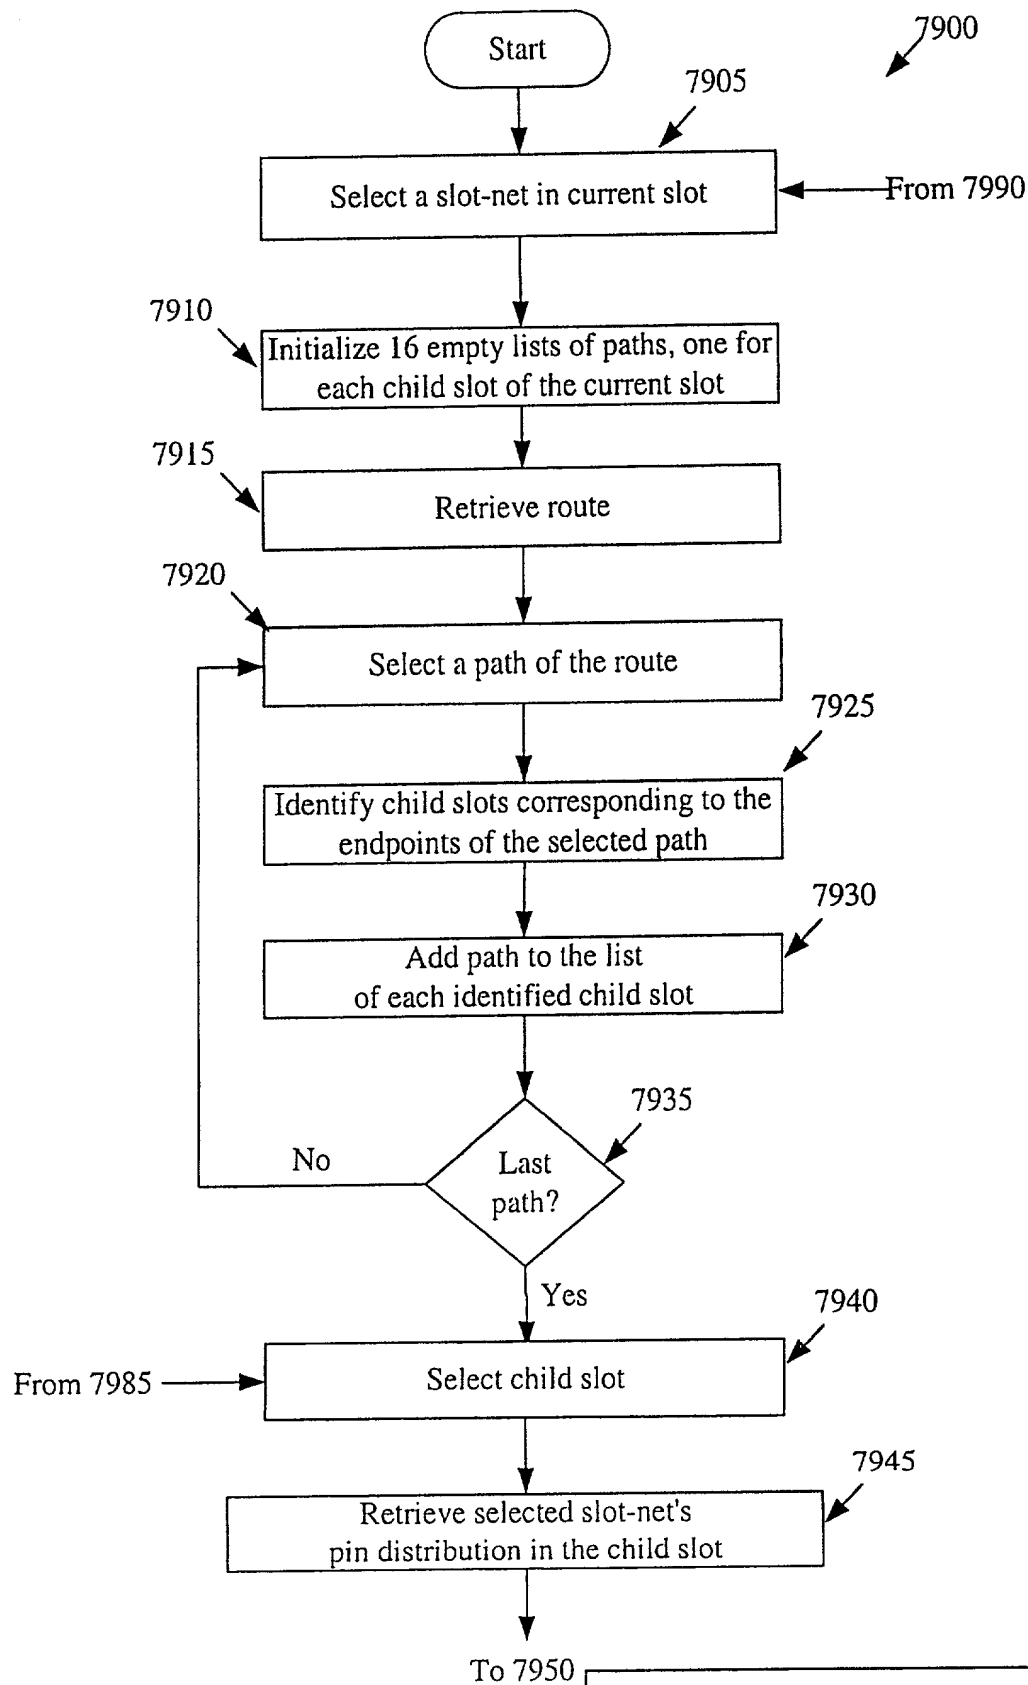 Start
7900
7905
Select a slot-net in current slot
From 7990
7910
Initialize 16 empty lists of paths, one for
each child slot of the current slot
7915
Retrieve route
7920
Select a path of the route
7925
Identify child slots corresponding to the
endpoints of the selected path
7930
Add path to the list
of each identified child slot
7935
Last
path?
No
Yes
7940
From 7985
Select child slot
7945
Retrieve selected slot-net's
pin distribution in the child slot
To 7950